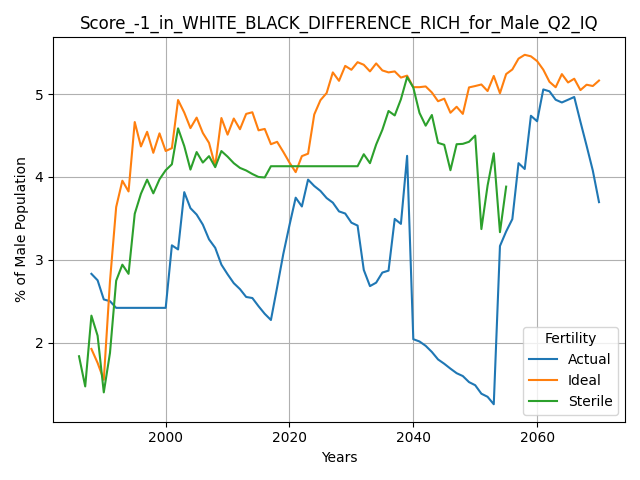 Score_-1_in_WHITE_BLACK_DIFFERENCE_RICH_for_Male_Q2_IQ
% of Male Population
5
4
3
2
2000 2020 2040 2060
Years
Fertility
Actual
Ideal
Sterile